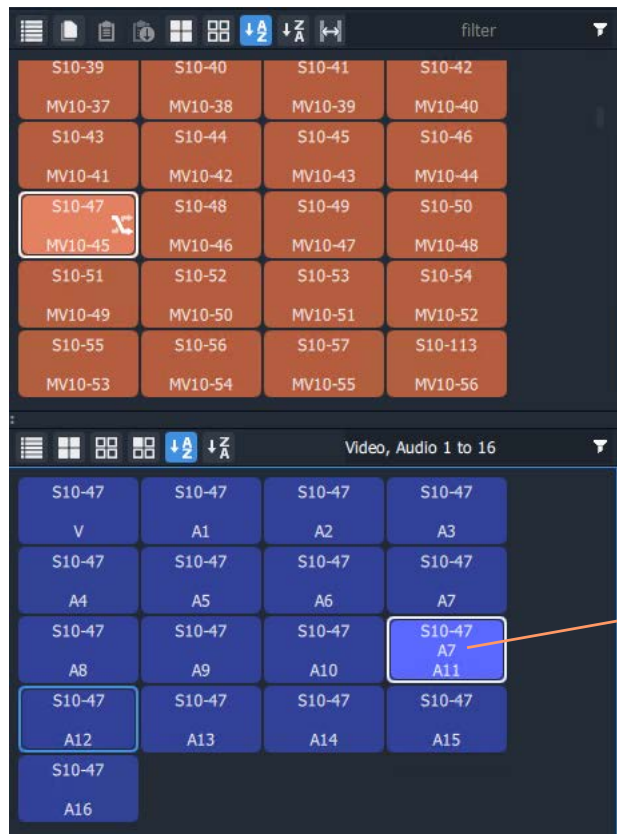 filter
S10-39 S10-40 S10-41 S10-42
MV10-37 MV10-38 MV10-39 MV10-40
S10-43 S10-44 S10-45 S10-46
MV10-41 MV10-42 MV10-43 MV10-44
S10-47 S10-48 S10-49 S10-50
MV10-45 MV10-46 MV10-47 MV10-48
S10-51 S10-52 S10-53 S10-54
MV10-49 MV10-50 MV10-51 MV10-52
S10-55 S10-56 S10-57 S10-113
MV10-53 MV10-54 MV10-55 MV10-56
Video, Audio 1 to 16
S10-47 S10-47 S10-47 S10-47
V A1 A2 A3
S10-47 S10-47 S10-47 S10-47
A4 A5 A6 A7
S10-47 S10-47 S10-47 S10-47
A7
A8 A9 A10 A11
S10-47 S10-47 S10-47 S10-47
A12 A13 A14 A15
S10-47
A16